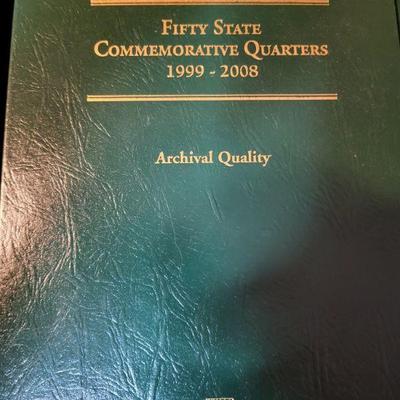 Fifty State
Commemorative Quarters
1999 - 2008
Archival Quality